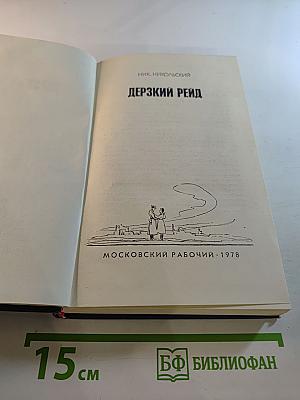 НИК. НИКОЛЬСКИЙ
ДЕРЗКИЙ РЕЙД
МОСКОВСКИЙ РАБОЧИЙ · 1978
15 см
БФ БИБЛИОФАН